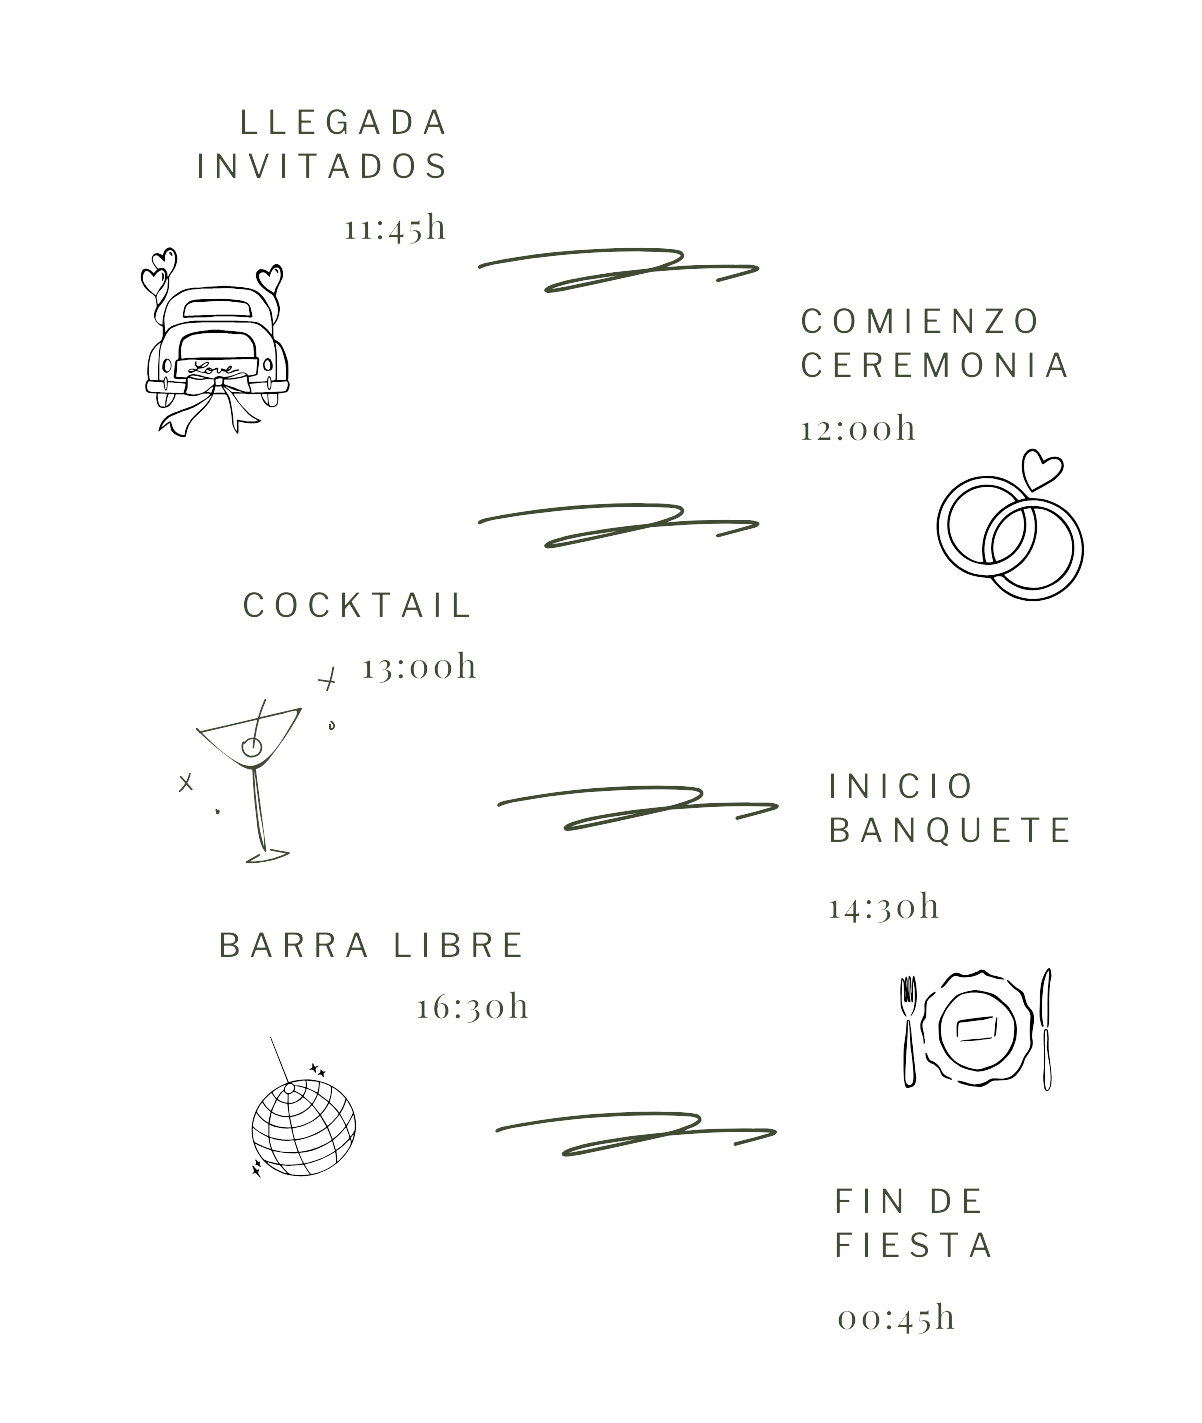 LLEGADA
INVITADOS
11:45h
Love
COMIENZO
CEREMONIA
12:00h
COCKTAIL
13:00h
INICIO
BANQUETE
14:30h
BARRA LIBRE
16:30h
FIN DE
FIESTA
00:45h